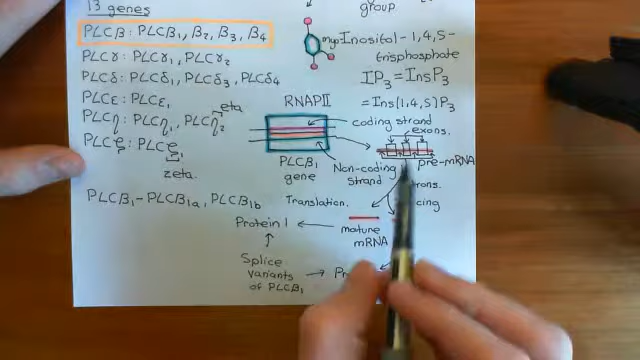 13 genes
PLCβ : PLCβ₁, β₂, β₃, β₄
PLCγ : PLCγ₁, PLCγ₂
PLCδ : PLCδ₁, PLCδ₃, PLCδ₄
PLCε : PLCε₁
PLCη : PLCη₁, PLCη₂
eta
PLCξ : PLCξ₁
zeta.
PLCβ₁ – PLCβ1a, PLCβ1b
group
myo Inositol-1,4,5-
trisphosphate
IP₃ = InsP₃
= Ins(1,4,5)P₃
RNAPII
coding strand
exons.
PLCβ₁
gene
Non-coding
strand
pre-mRNA
Translation.
Protein 1
mature
mRNA
Splice
variants
of PLCβ₁